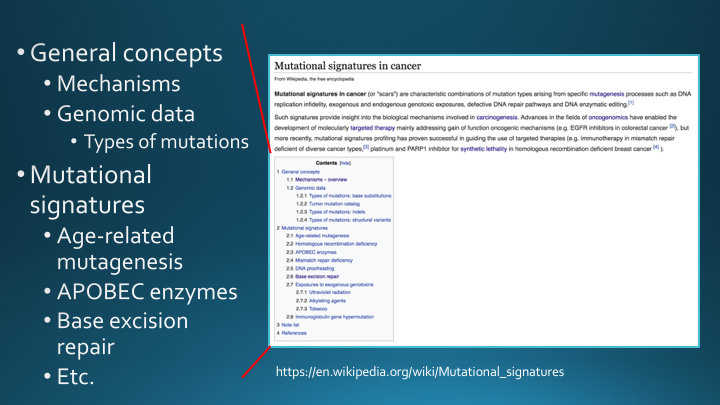 • General concepts
• Mechanisms
• Genomic data
• Types of mutations
• Mutational
signatures
• Age-related
mutagenesis
• APOBEC enzymes
• Base excision
repair
• Etc.
Mutational signatures in cancer
From Wikipedia, the free encyclopedia
Mutational signatures in cancer (or "scars") are characteristic combinations of mutation types arising from specific mutagenesis processes such as DNA
replication infidelity, exogenous and endogenous genotoxic exposures, defective DNA repair pathways and DNA enzymatic editing.[1]
Such signatures provide insight into the biological mechanisms involved in carcinogenesis. Advances in the fields of oncogenomics have enabled the
development of molecularly targeted therapy mainly addressing gain of function oncogenic mechanisms (e.g. EGFR inhibitors in colorectal cancer [2]), but
more recently, mutational signatures profiling has proven successful in guiding the use of targeted therapies (e.g. immunotherapy in mismatch repair
deficient of diverse cancer types,[3] platinum and PARP1 inhibitor for synthetic lethality in homologous recombination deficient breast cancer [4] ).
Contents [hide]
1 General concepts
1.1 Mechanisms – overview
1.2 Genomic data
1.2.1 Types of mutations: base substitutions
1.2.2 Tumor mutation catalog
1.2.3 Types of mutations: indels
1.2.4 Types of mutations: structural variants
2 Mutational signatures
2.1 Age-related mutagenesis
2.2 Homologous recombination deficiency
2.3 APOBEC enzymes
2.4 Mismatch repair deficiency
2.5 DNA proofreading
2.6 Base excision repair
2.7 Exposures to exogenous genotoxins
2.7.1 Ultraviolet radiation
2.7.2 Alkylating agents
2.7.3 Tobacco
2.8 Immunoglobulin gene hypermutation
3 Note list
4 References
https://en.wikipedia.org/wiki/Mutational_signatures